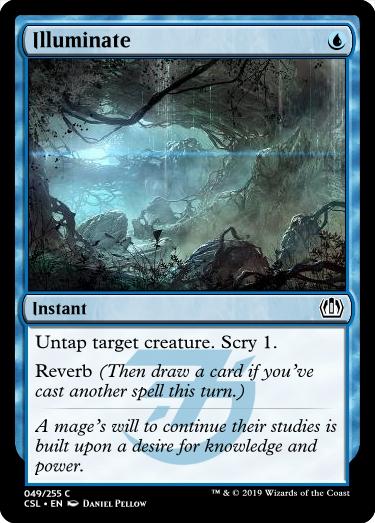 Illuminate
Instant
Untap target creature. Scry 1.
Reverb (Then draw a card if you've
cast another spell this turn.)
A mage's will to continue their studies is
built upon a desire for knowledge and
power.
049/255 C
CSL • EN Daniel Pellow
™ & © 2019 Wizards of the Coast